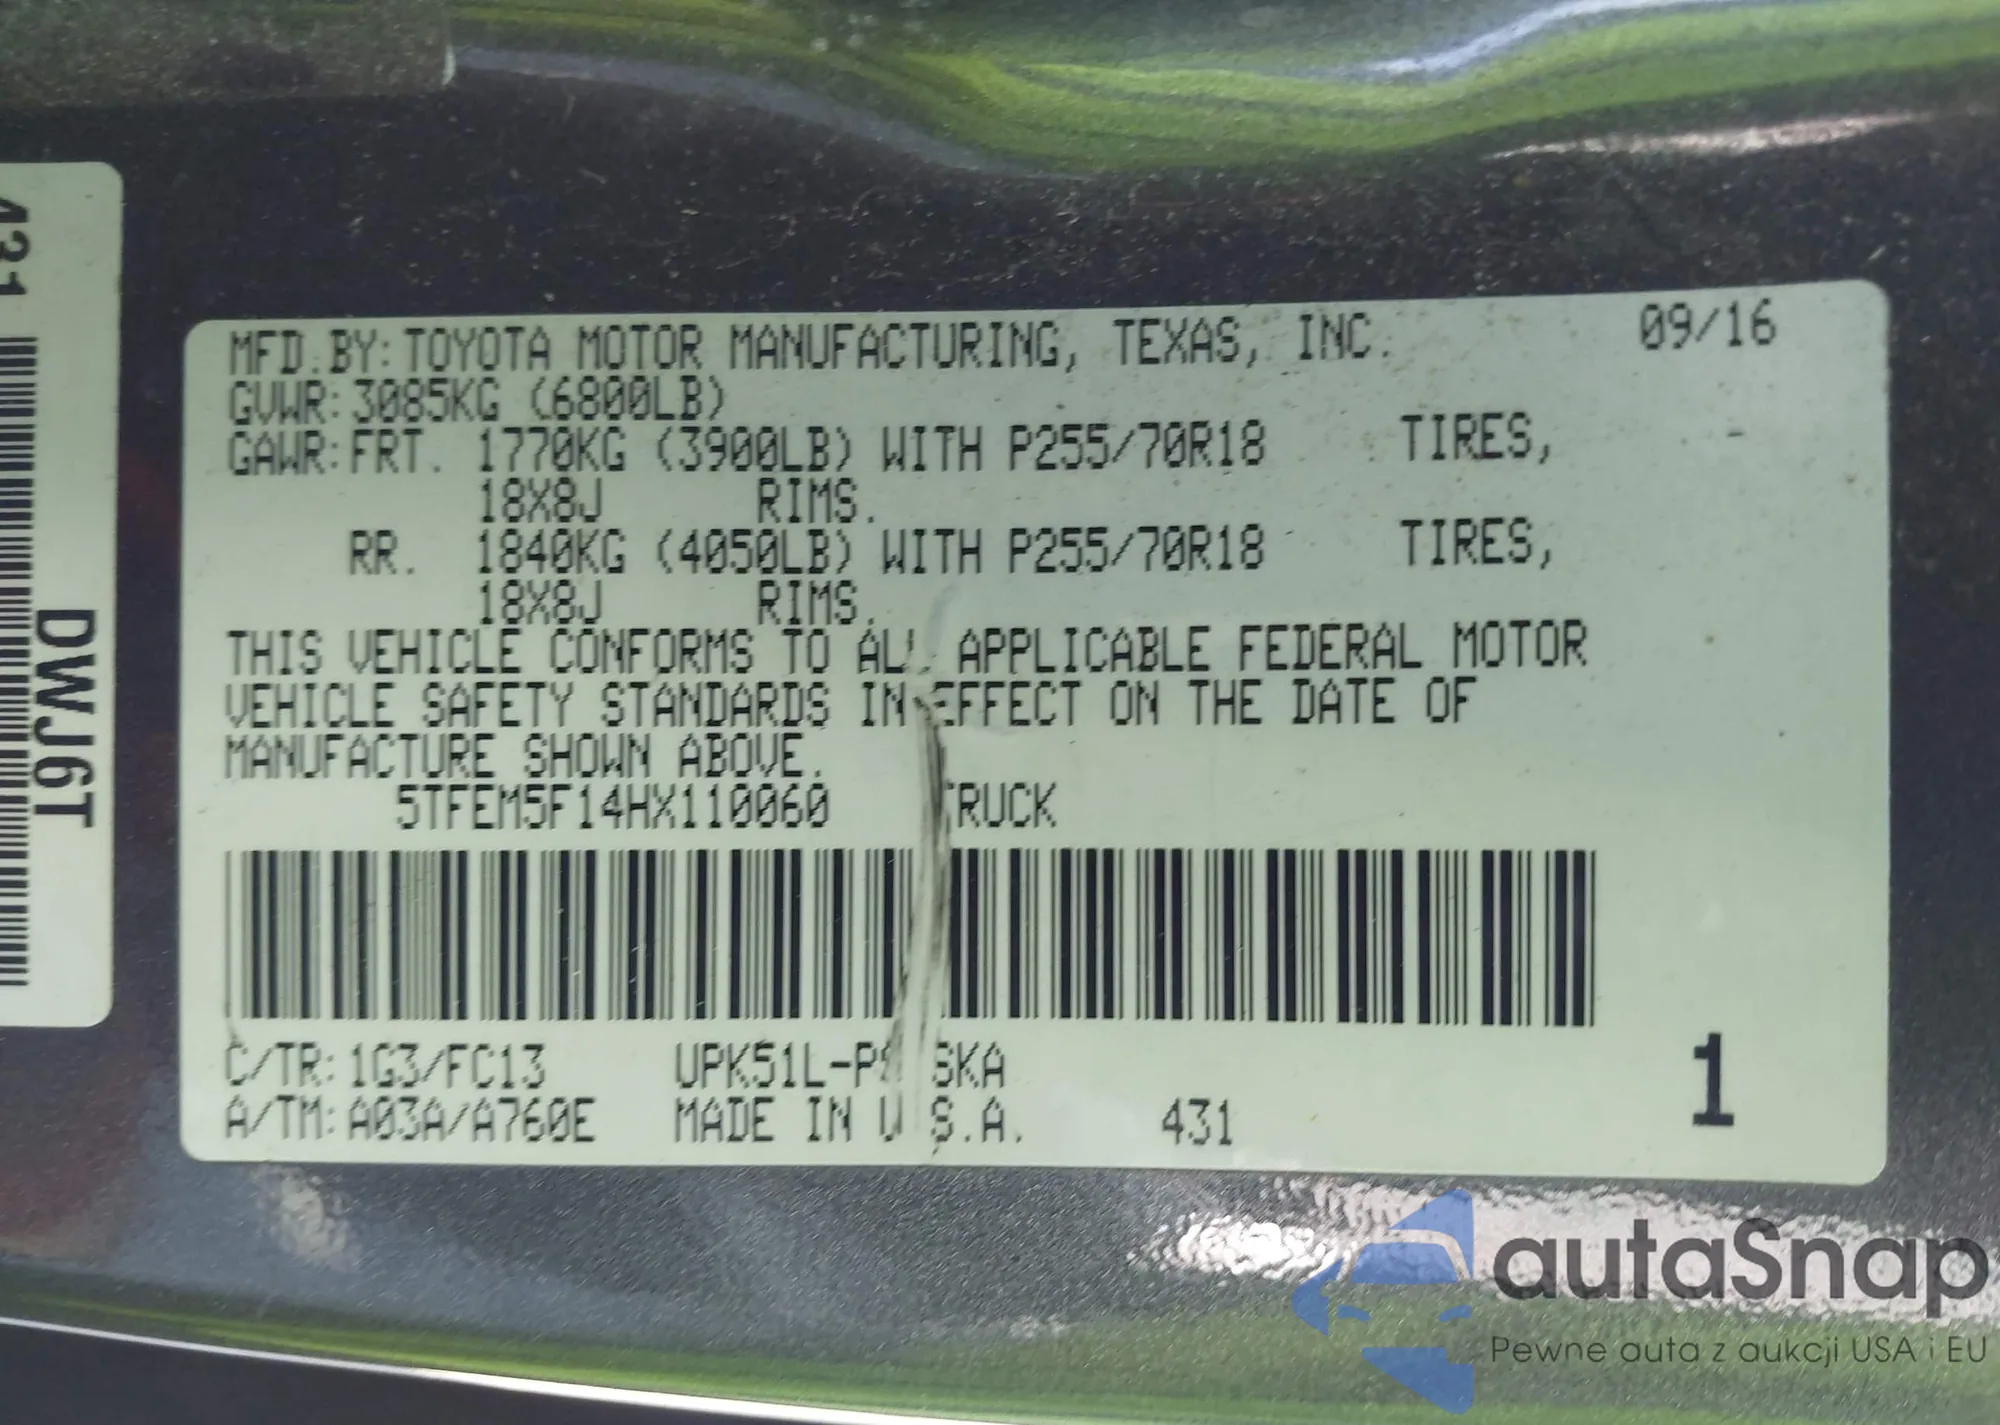 MFD.BY:TOYOTA MOTOR MANUFACTURING, TEXAS, INC. 09/16
GVWR:3085KG (6800LB)
GAWR:FRT. 1770KG (3900LB) WITH P255/70R18 TIRES,
18X8J RIMS.
RR. 1840KG (4050LB) WITH P255/70R18 TIRES,
18X8J RIMS.
THIS VEHICLE CONFORMS TO ALL APPLICABLE FEDERAL MOTOR
VEHICLE SAFETY STANDARDS IN EFFECT ON THE DATE OF
MANUFACTURE SHOWN ABOVE.
5TFEM5F14HX110060 TRUCK
C/TR:1G3/FC13
A/TM:A03A/A760E MADE IN U.S.A. 431
1
431
DWJ6T
autaSnap
Pewne auta z aukcji USA i EU